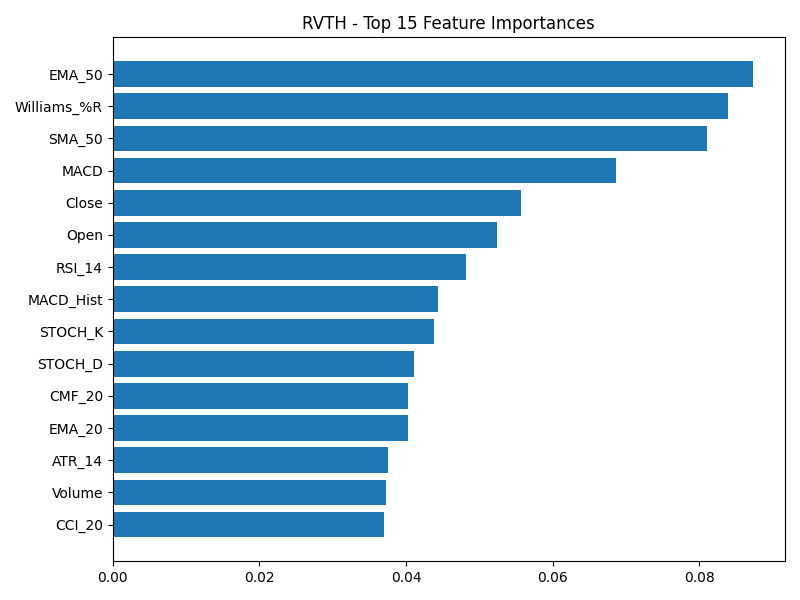 RVTH - Top 15 Feature Importances
EMA_50
Williams_%R
SMA_50
MACD
Close
Open
RSI_14
MACD_Hist
STOCH_K
STOCH_D
CMF_20
EMA_20
ATR_14
Volume
CCI_20
0.00 0.02 0.04 0.06 0.08